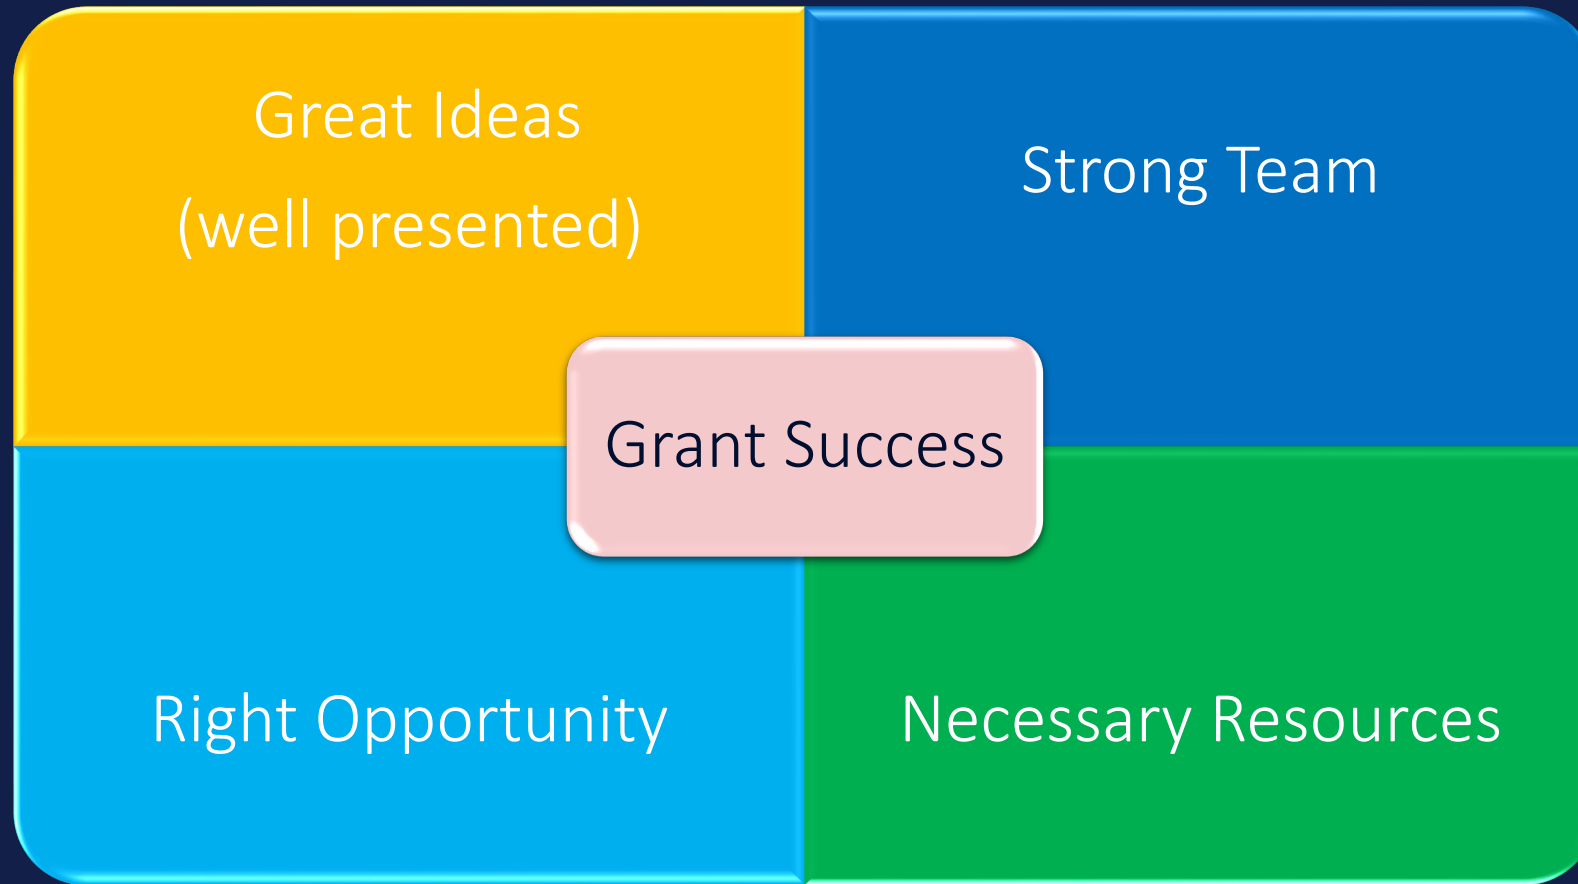 Great Ideas
(well presented)
Strong Team
Grant Success
Right Opportunity
Necessary Resources